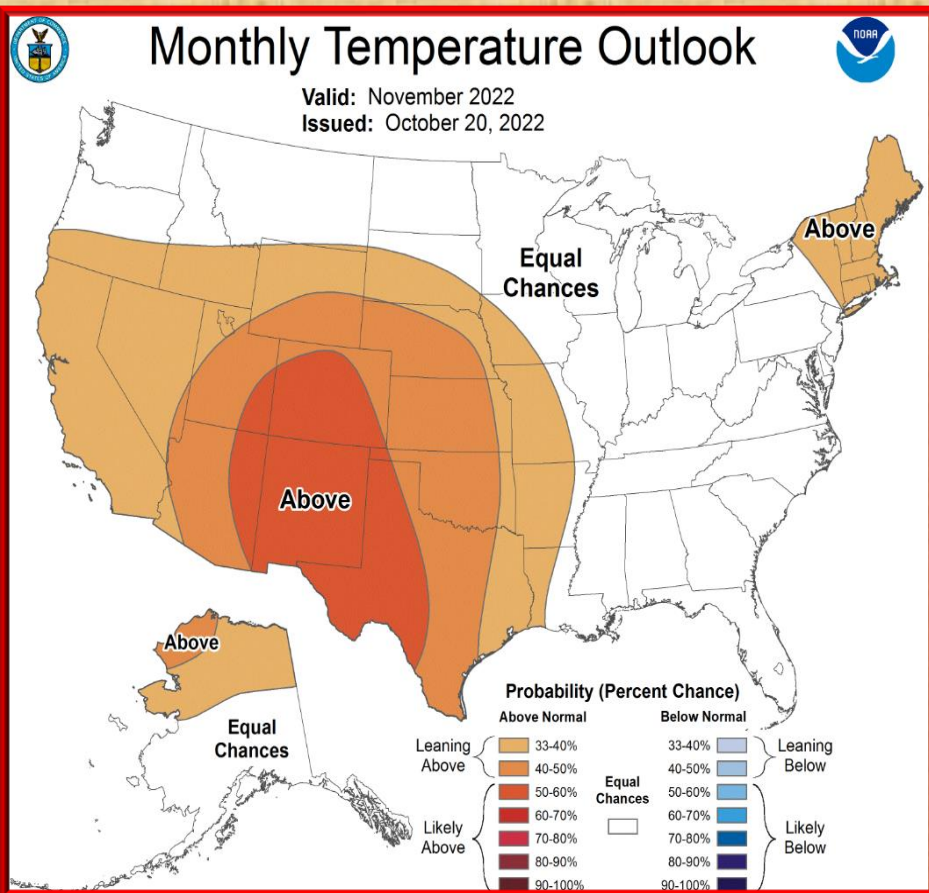 Monthly Temperature Outlook
NOAA
Valid: November 2022
Issued: October 20, 2022
Above
Equal
Chances
Above
Above
Equal
Chances
Probability (Percent Chance)
Above Normal
Below Normal
Leaning
Above
33-40%
40-50%
Likely
Above
50-60%
60-70%
70-80%
80-90%
90-100%
Equal
Chances
33-40%
40-50%
Leaning
Below
50-60%
60-70%
70-80%
80-90%
90-100%
Likely
Below